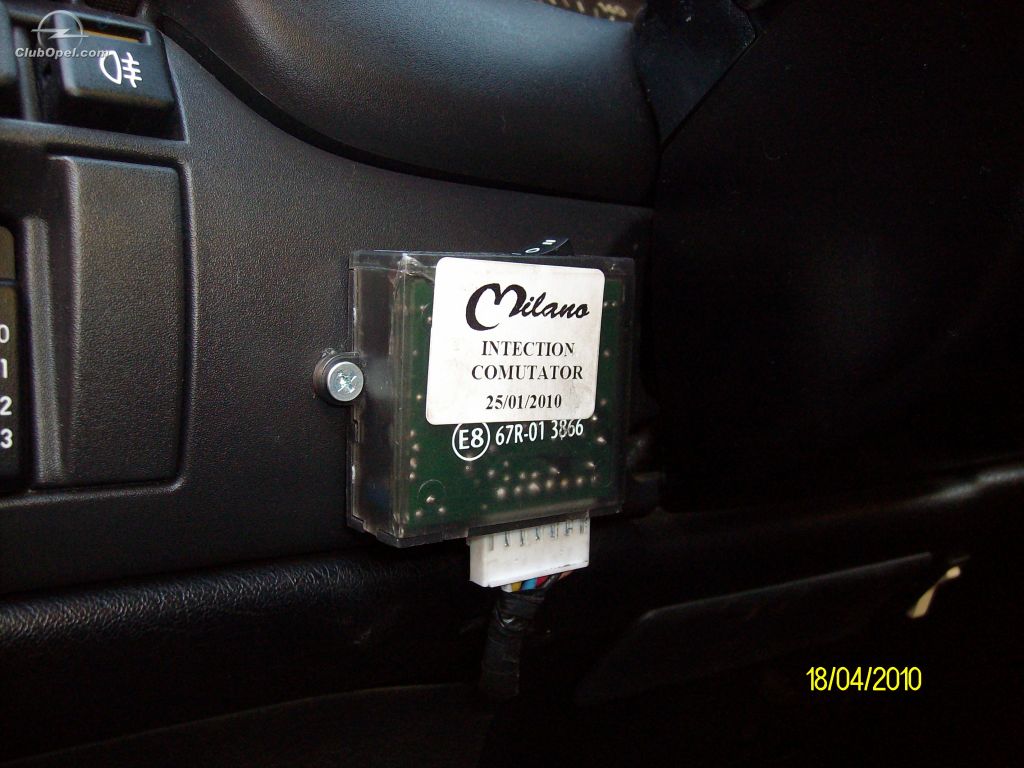 ClubOpel.com
0
1
2
3
Milano
INTECTION
COMUTATOR
25/01/2010
E8 67R-01 3866
18/04/2010